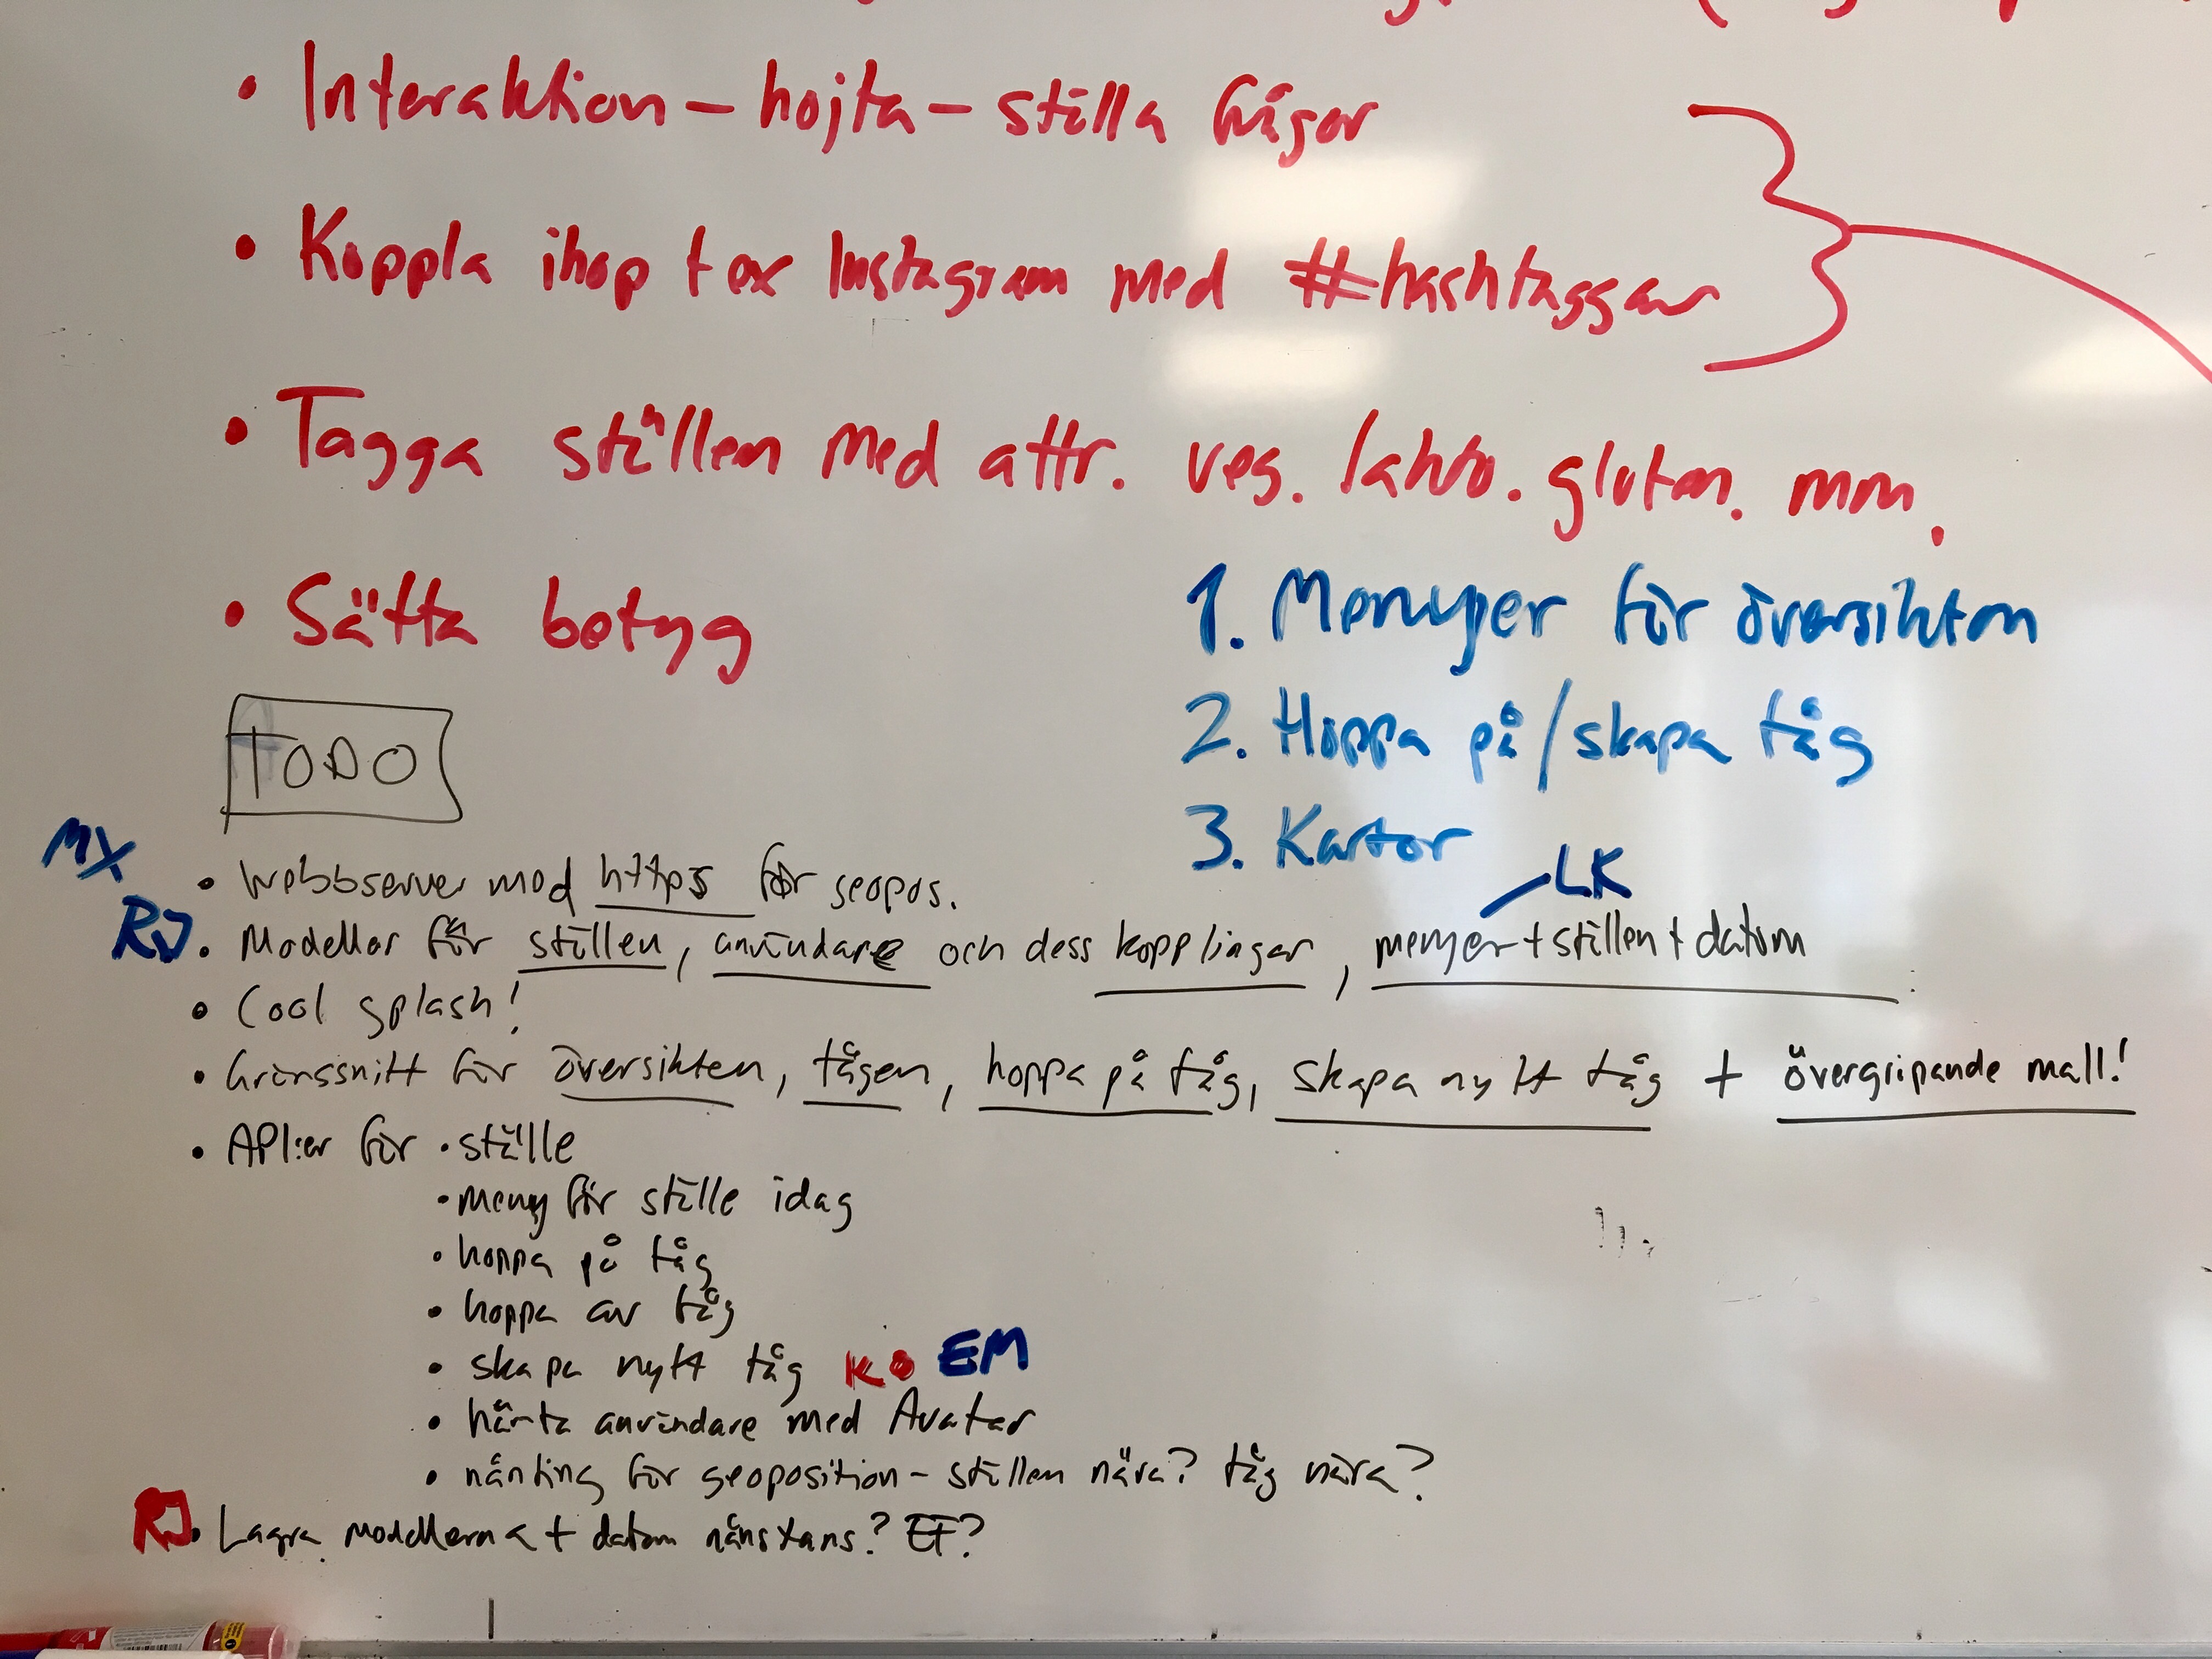 • Interaktion – hojta – ställa frågor
• Koppla ihop t ex Instagram med #hashtaggar
• Tagga ställen med attr. veg. lakto. gluten. mm.
• Sätta betyg
1. Menyer för översikten
2. Hoppa på/skapa tåg
3. Kartor
TODO
MX
• Webbserver med https för geopos.
LK
RJ • Modeller för ställen, användare och dess kopplingar, menyer + ställen + datum
• Cool splash!
• Gränssnitt för översikten, tågen, hoppa på tåg, skapa nytt tåg + övergripande mall!
• API:er för • ställe
• meny för ställe idag
• hoppa på tåg
• hoppa av tåg
• skapa nytt tåg EM
• hämta användare med Avatar
• nånting för geoposition – ställen nära? tåg nära?
RJ • Lagra modellerna + datum nånstans? EF?